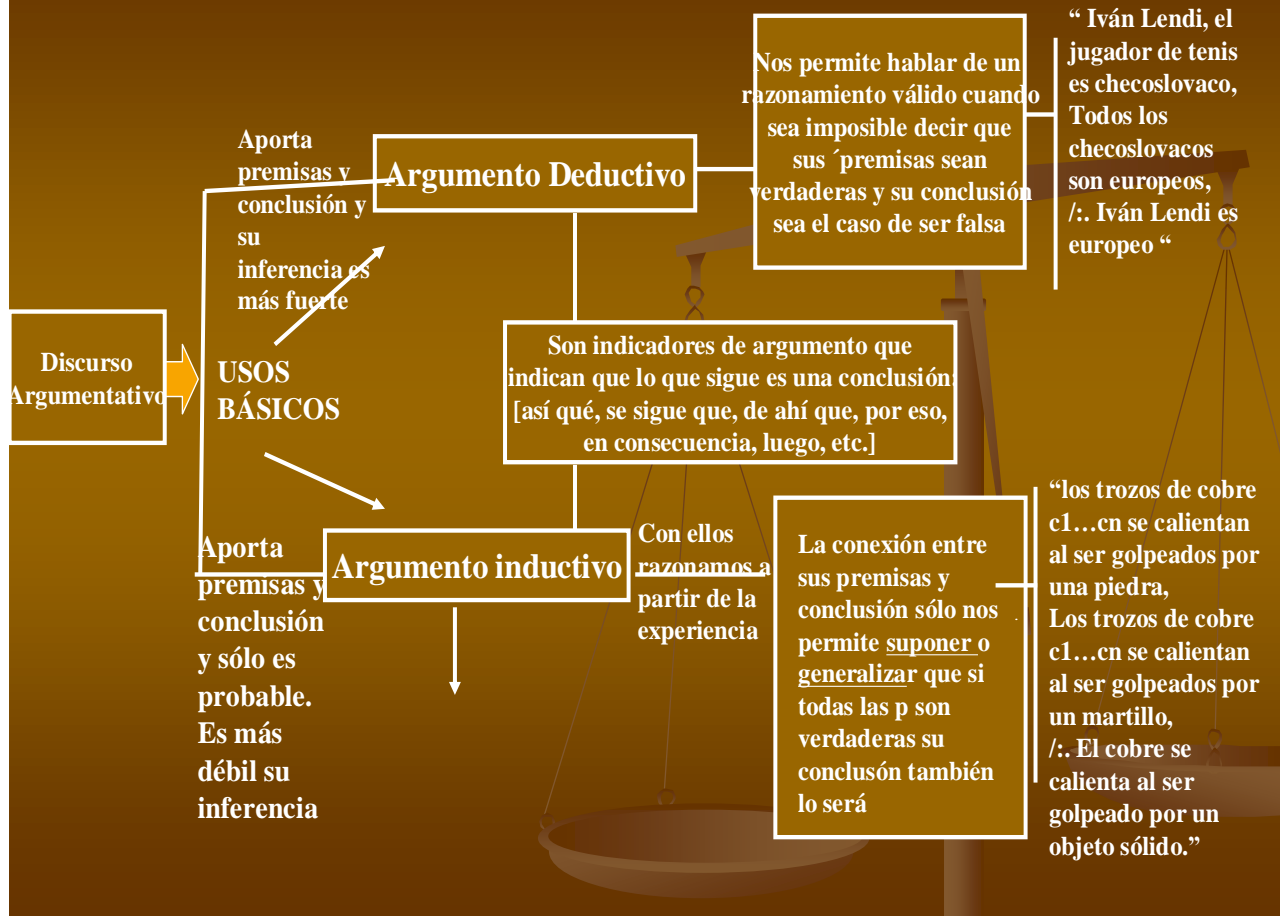 Discurso
Argumentativo
USOS
BÁSICOS
Aporta
premisas y
conclusión y
su
inferencia es
más fuerte
Argumento Deductivo
Nos permite hablar de un
razonamiento válido cuando
sea imposible decir que
sus ´premisas sean
verdaderas y su conclusión
sea el caso de ser falsa
“ Iván Lendi, el
jugador de tenis
es checoslovaco,
Todos los
checoslovacos
son europeos,
/:. Iván Lendi es
europeo “
Son indicadores de argumento que
indican que lo que sigue es una conclusión:
[así qué, se sigue que, de ahí que, por eso,
en consecuencia, luego, etc.]
Aporta
premisas y
conclusión
y sólo es
probable.
Es más
débil su
inferencia
Argumento inductivo
Con ellos
razonamos a
partir de la
experiencia
La conexión entre
sus premisas y
conclusión sólo nos
permite suponer o
generalizar que si
todas las p son
verdaderas su
conclusón también
lo será
.
“los trozos de cobre
c1…cn se calientan
al ser golpeados por
una piedra,
Los trozos de cobre
c1…cn se calientan
al ser golpeados por
un martillo,
/:. El cobre se
calienta al ser
golpeado por un
objeto sólido.”